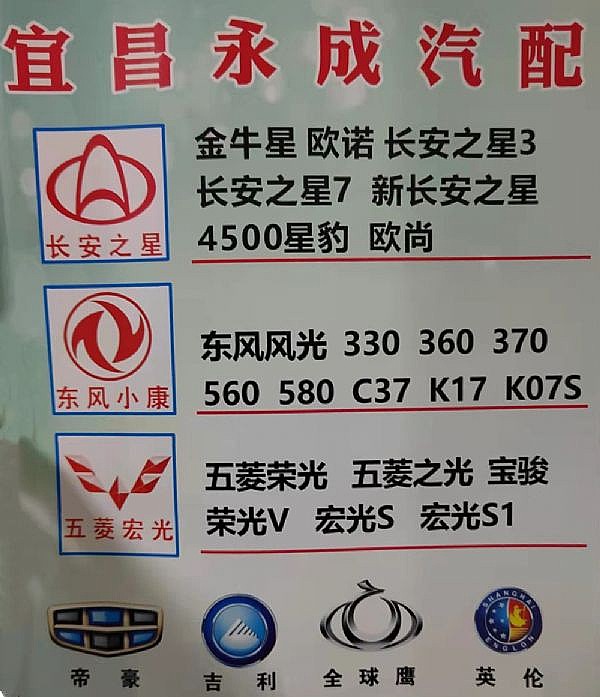 宜昌永成汽配
长安之星
金牛星 欧诺 长安之星3
长安之星7 新长安之星
4500星豹 欧尚
东风小康
东风风光 330 360 370
560 580 C37 K17 K07S
五菱宏光
五菱荣光 五菱之光 宝骏
荣光V 宏光S 宏光S1
SHANGHAI
ENGLON
帝豪 吉利 全球鹰 英伦